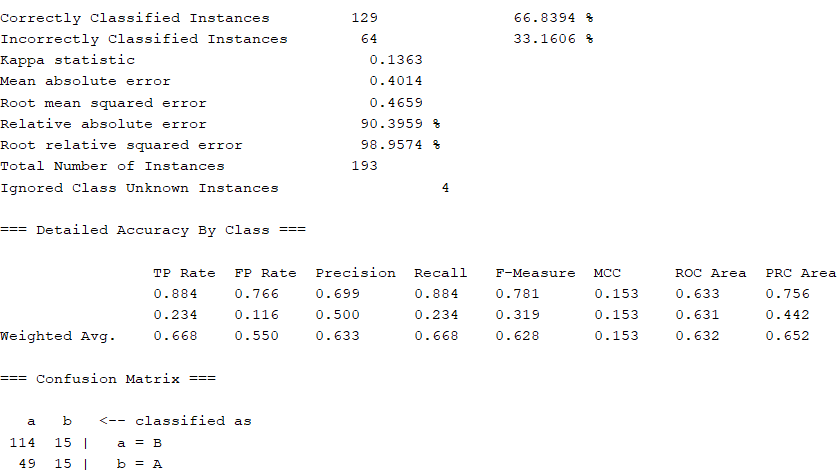 Correctly Classified Instances         129               66.8394 %
Incorrectly Classified Instances        64               33.1606 %
Kappa statistic                          0.1363
Mean absolute error                      0.4014
Root mean squared error                  0.4659
Relative absolute error                 90.3959 %
Root relative squared error             98.9574 %
Total Number of Instances              193
Ignored Class Unknown Instances                  4
=== Detailed Accuracy By Class ===
TP Rate  FP Rate  Precision  Recall   F-Measure  MCC      ROC Area  PRC Area
0.884    0.766    0.699      0.884    0.781      0.153    0.633     0.756
0.234    0.116    0.500      0.234    0.319      0.153    0.631     0.442
Weighted Avg.    0.668    0.550    0.633      0.668    0.628      0.153    0.632     0.652
=== Confusion Matrix ===
a   b   <-- classified as
114  15 |   a = B
49  15 |   b = A